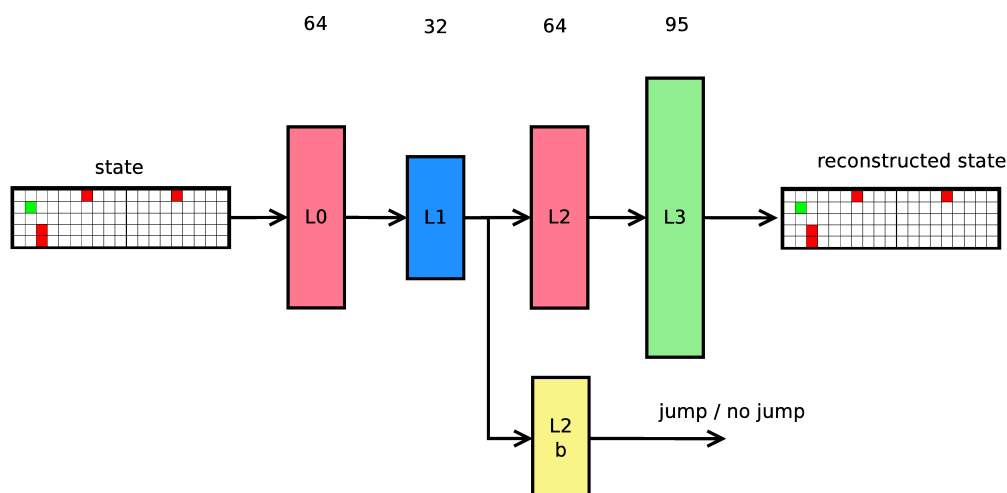 64 32 64 95
state
reconstructed state
L0 L1 L2 L3
jump / no jump
L2
b